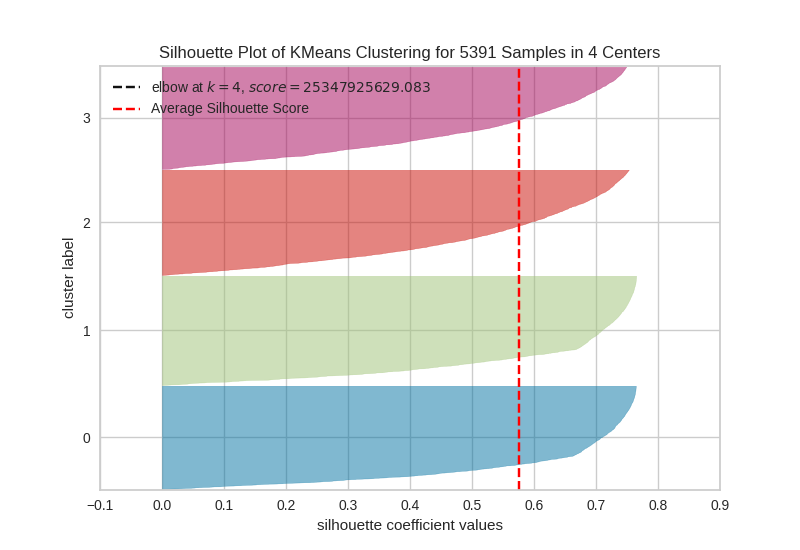 Silhouette Plot of KMeans Clustering for 5391 Samples in 4 Centers
elbow at k = 4, score = 25347925629.083
Average Silhouette Score
3
2
1
0
cluster label
−0.1 0.0 0.1 0.2 0.3 0.4 0.5 0.6 0.7 0.8 0.9
silhouette coefficient values